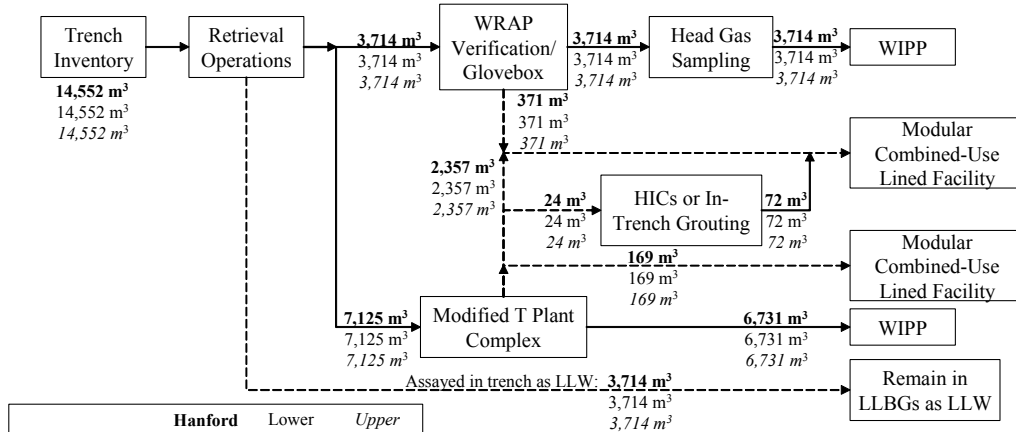 Trench
Inventory
14,552 m³
14,552 m³
14,552 m³
Retrieval
Operations
3,714 m³
3,714 m³
3,714 m³
WRAP
Verification/
Glovebox
3,714 m³
3,714 m³
3,714 m³
Head Gas
Sampling
3,714 m³
3,714 m³
3,714 m³
WIPP
371 m³
371 m³
371 m³
Modular
Combined-Use
Lined Facility
2,357 m³
2,357 m³
2,357 m³
24 m³
24 m³
24 m³
HICs or In-
Trench Grouting
72 m³
72 m³
72 m³
169 m³
169 m³
169 m³
Modular
Combined-Use
Lined Facility
7,125 m³
7,125 m³
7,125 m³
Modified T Plant
Complex
6,731 m³
6,731 m³
6,731 m³
WIPP
Assayed in trench as LLW: 3,714 m³
3,714 m³
3,714 m³
Remain in
LLBGs as LLW
Hanford Lower Upper